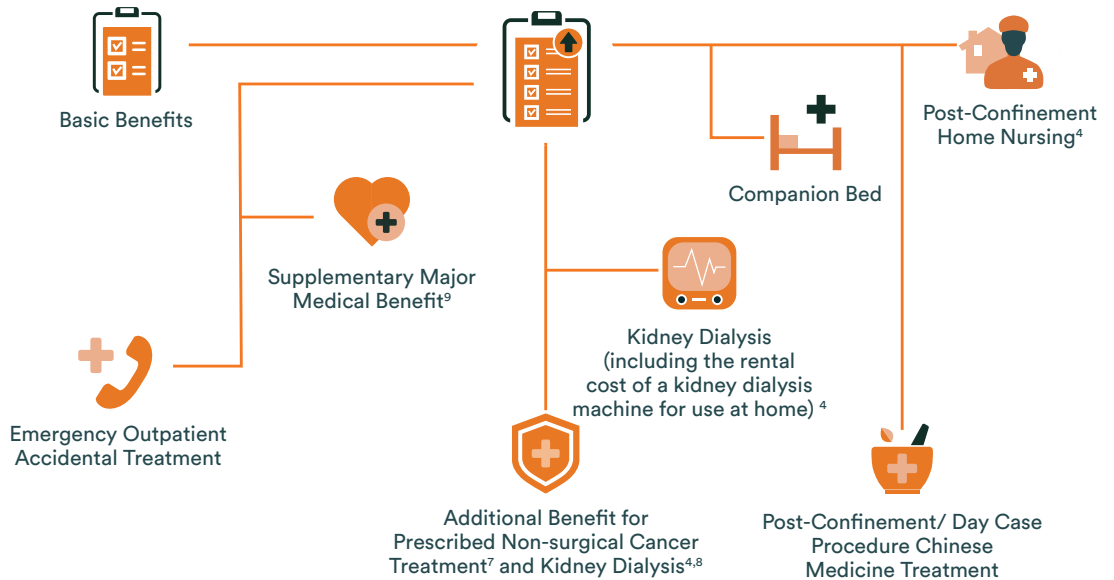 Basic Benefits
Post-Confinement
Home Nursing⁴
Companion Bed
Supplementary Major
Medical Benefit⁹
Kidney Dialysis
(including the rental
cost of a kidney dialysis
machine for use at home) ⁴
Emergency Outpatient
Accidental Treatment
Additional Benefit for
Prescribed Non-surgical Cancer
Treatment⁷ and Kidney Dialysis⁴,⁸
Post-Confinement/ Day Case
Procedure Chinese
Medicine Treatment